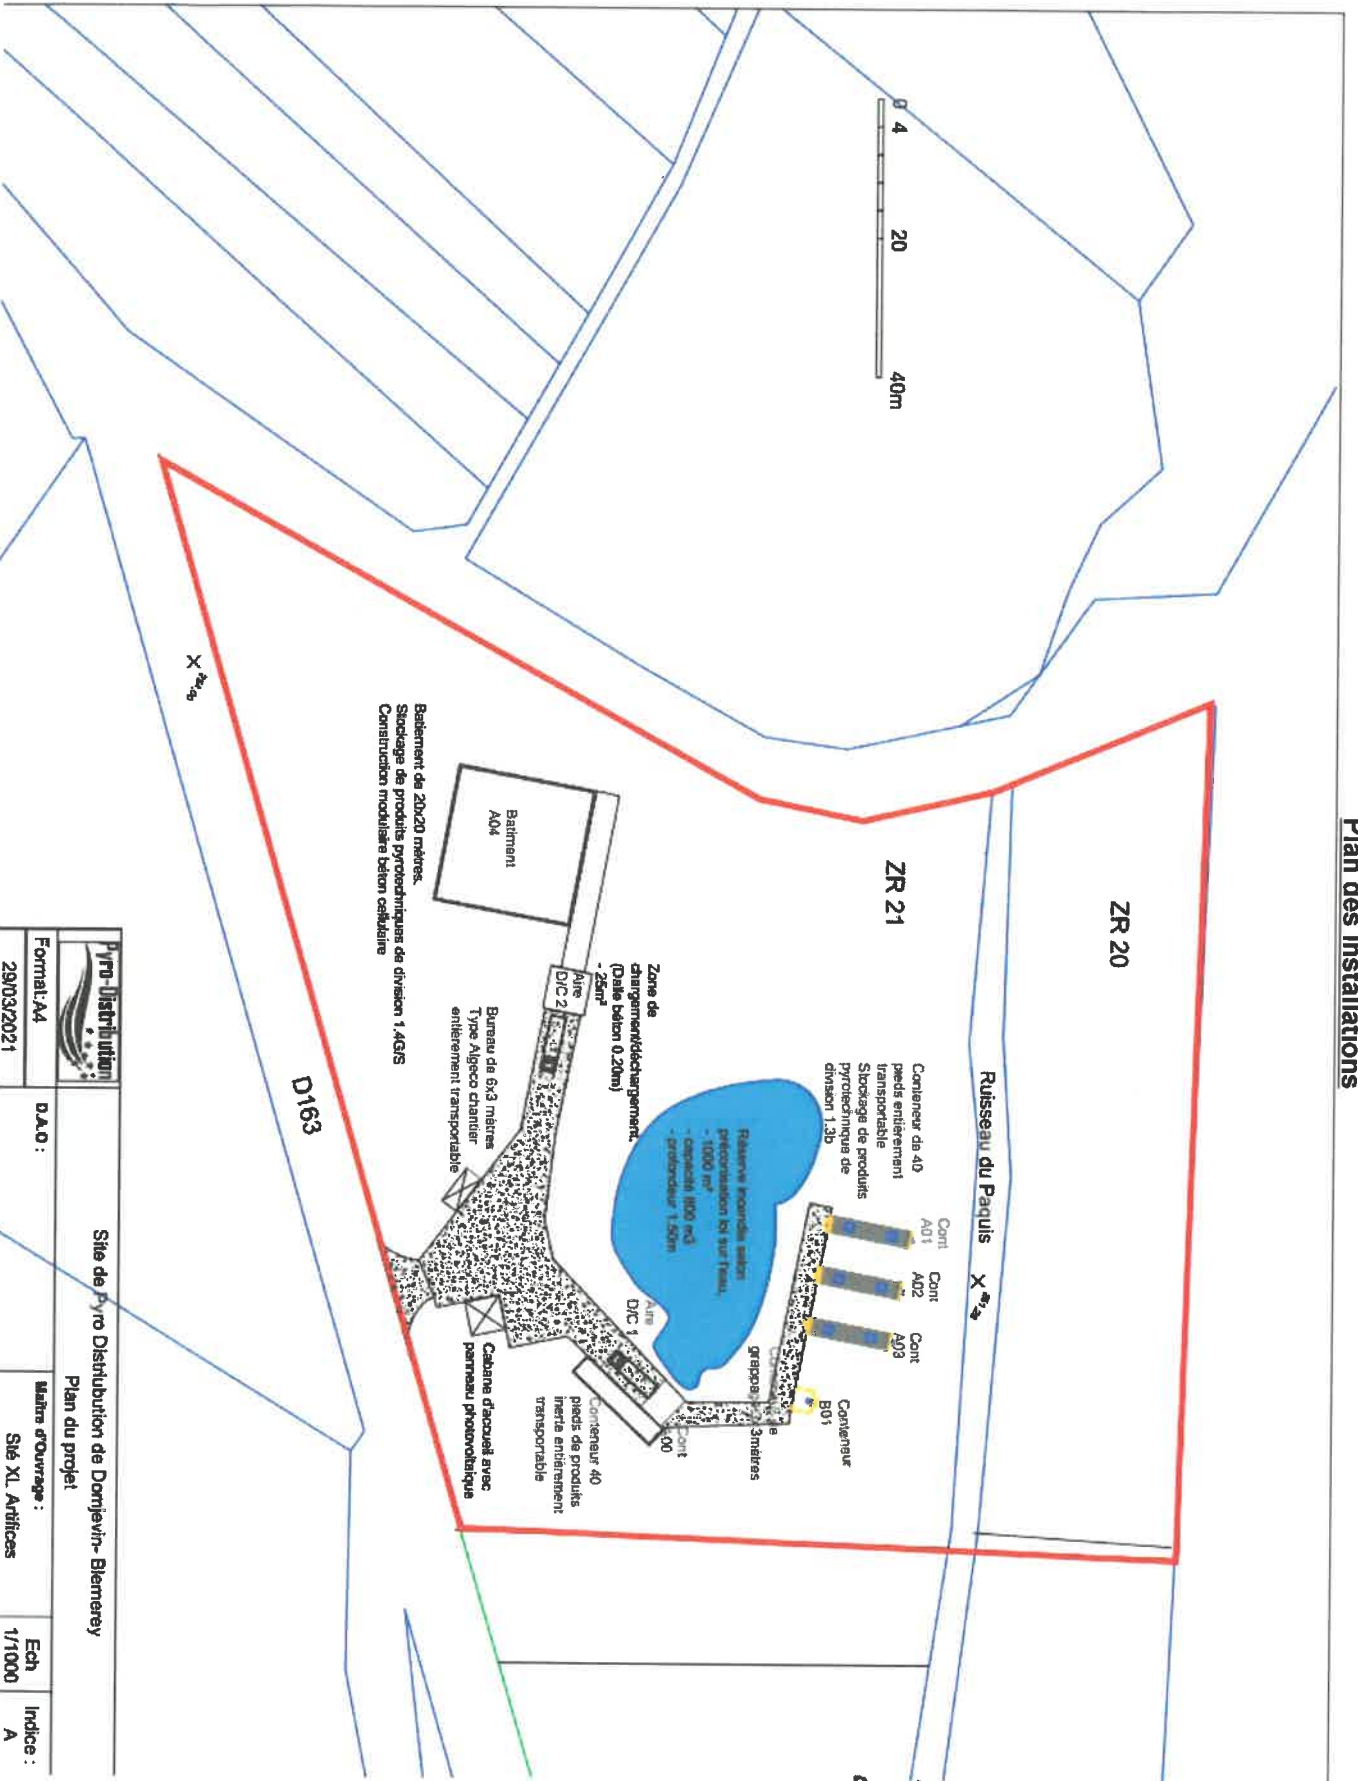 Plan des Installations
0 4 20 40m
ZR 20
ZR 21
Ruisseau du Paquis
Conteneur de 40
pieds entièrement
transportable
Stockage de produits
pyrotechnique de
division 1.3b
Cont
A01
Cont
A02
Cont
A03
Conteneur
B01
3mètres
Réserve incendie selon
préconisation loi sur l'eau,
- 1000 m²
- capacité 800 m3
- profondeur 1.50m
Zone de
chargement/déchargement,
(Dalle béton 0.20m)
- 25m²
Aire
D/C 2
Aire
D/C 1
Cont
Conteneur 40
pieds de produits
inerte entièrement
transportable
Batiment
A04
Batiement de 20x20 mètres.
Stockage de produits pyrotechniques de division 1.4G/S
Construction modulaire béton cellulaire
Bureau de 6x3 mètres
Type Algeco chantier
entièrement transportable
Cabane d'accueil avec
panneau photovoltaïque
D163
Pyro-Distribution
Site de Pyro Distriubution de Domjevin- Blemerey
Plan du projet
Format:A4
29/03/2021
D.A.O :
Maître d'Ouvrage :
Sté XL Artifices
Ech
1/1000
Indice :
A